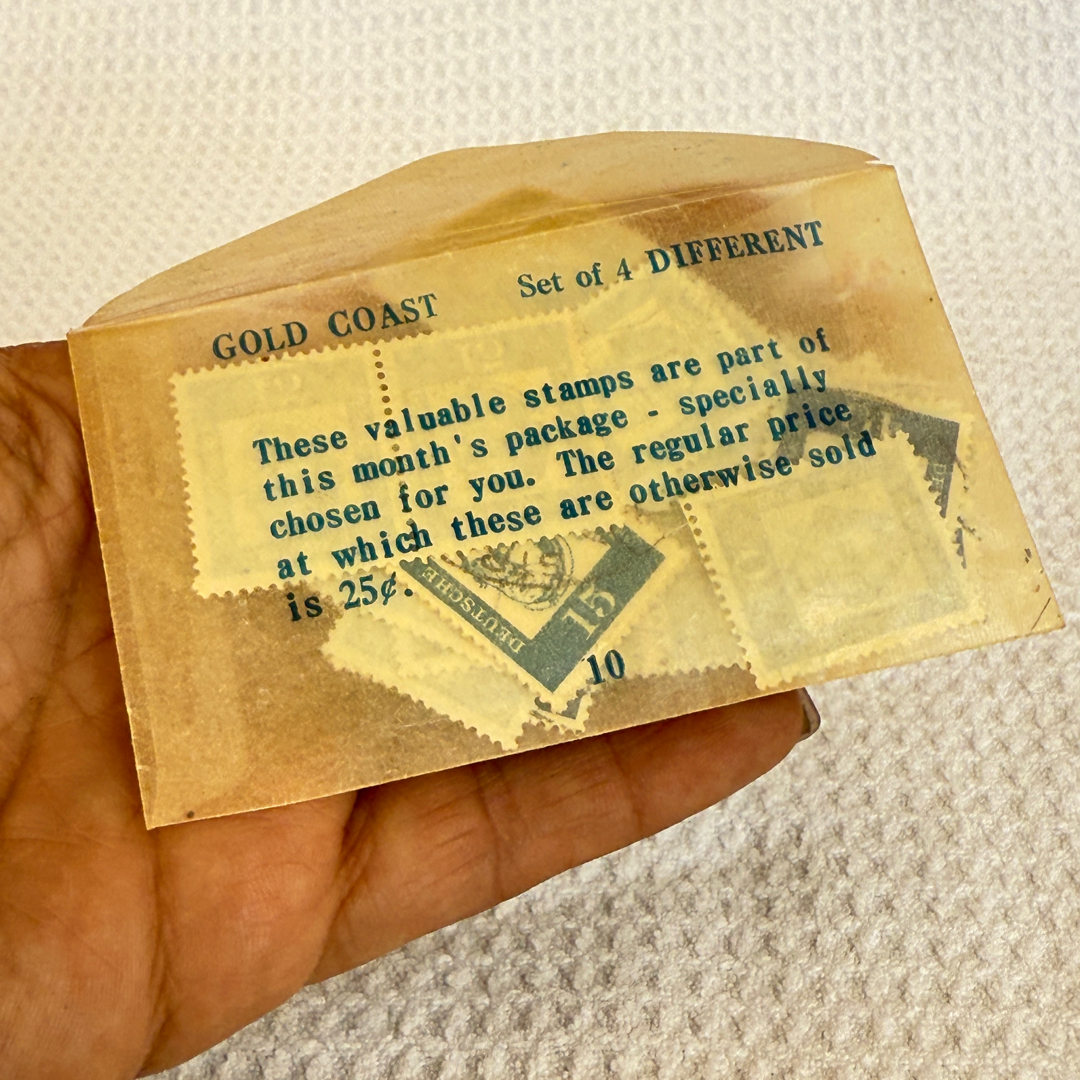 GOLD COAST Set of 4 DIFFERENT
These valuable stamps are part of
this month's package - specially
chosen for you. The regular price
at which these are otherwise sold
is 25¢.
DEUTSCHE
15
10